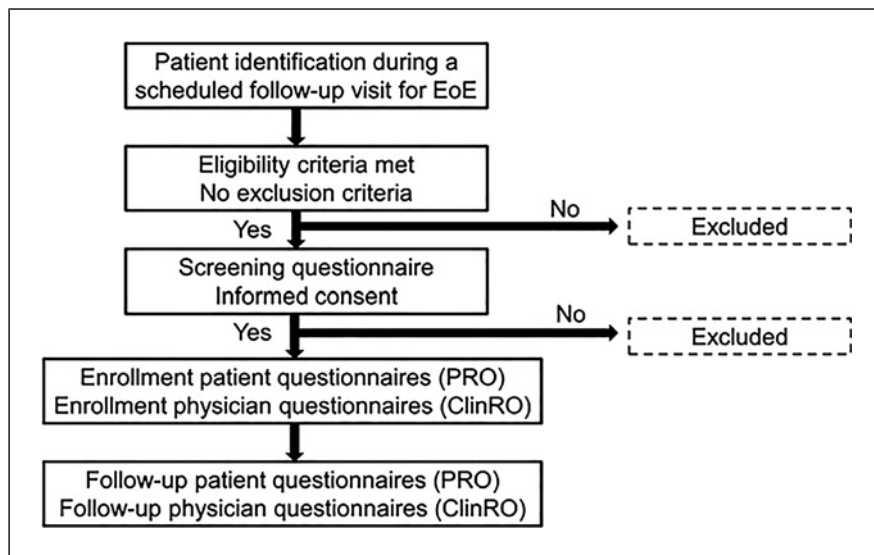 Patient identification during a
scheduled follow-up visit for EoE
Eligibility criteria met
No exclusion criteria
No
Yes
Excluded
Screening questionnaire
Informed consent
No
Yes
Excluded
Enrollment patient questionnaires (PRO)
Enrollment physician questionnaires (ClinRO)
Follow-up patient questionnaires (PRO)
Follow-up physician questionnaires (ClinRO)